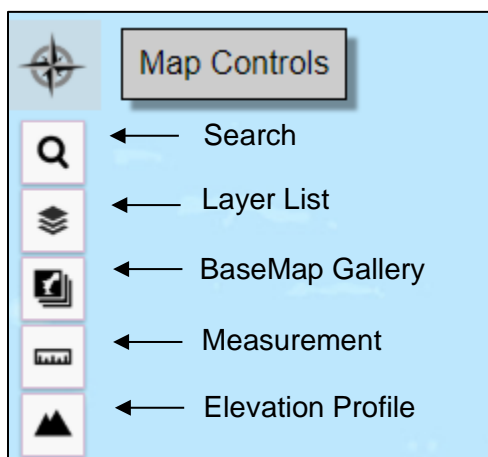 Map Controls
Search
Layer List
BaseMap Gallery
Measurement
Elevation Profile